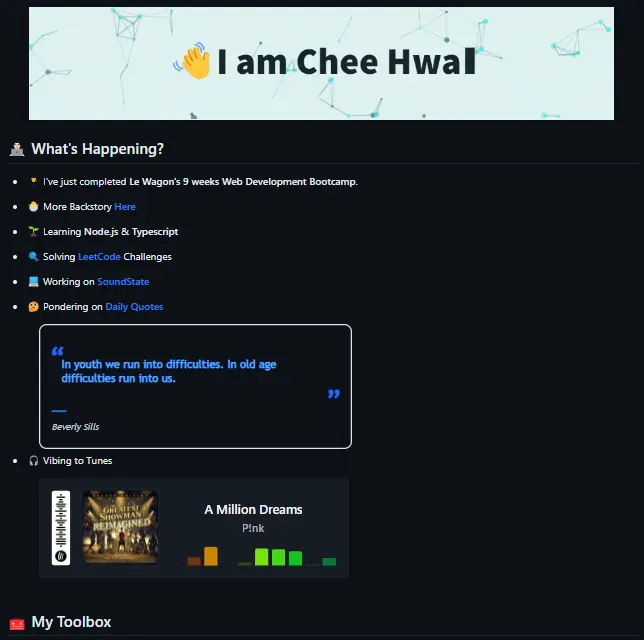 I am Chee Hwa
What's Happening?
I've just completed Le Wagon's 9 weeks Web Development Bootcamp.
More Backstory Here
Learning Node.js & Typescript
Solving LeetCode Challenges
Working on SoundState
Pondering on Daily Quotes
“
In youth we run into difficulties. In old age
difficulties run into us.
”
Beverly Sills
Vibing to Tunes
GREATEST
SHOWMAN
REIMAGINED
A Million Dreams
P!nk
My Toolbox